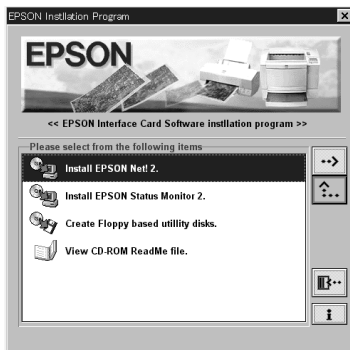 EPSON Instllation Program
EPSON
<< EPSON Interface Card Software instllation program >>
Please select from the following items
Install EPSON Net! 2.
Install EPSON Status Monitor 2.
Create Floppy based utillity disks.
View CD-ROM ReadMe file.